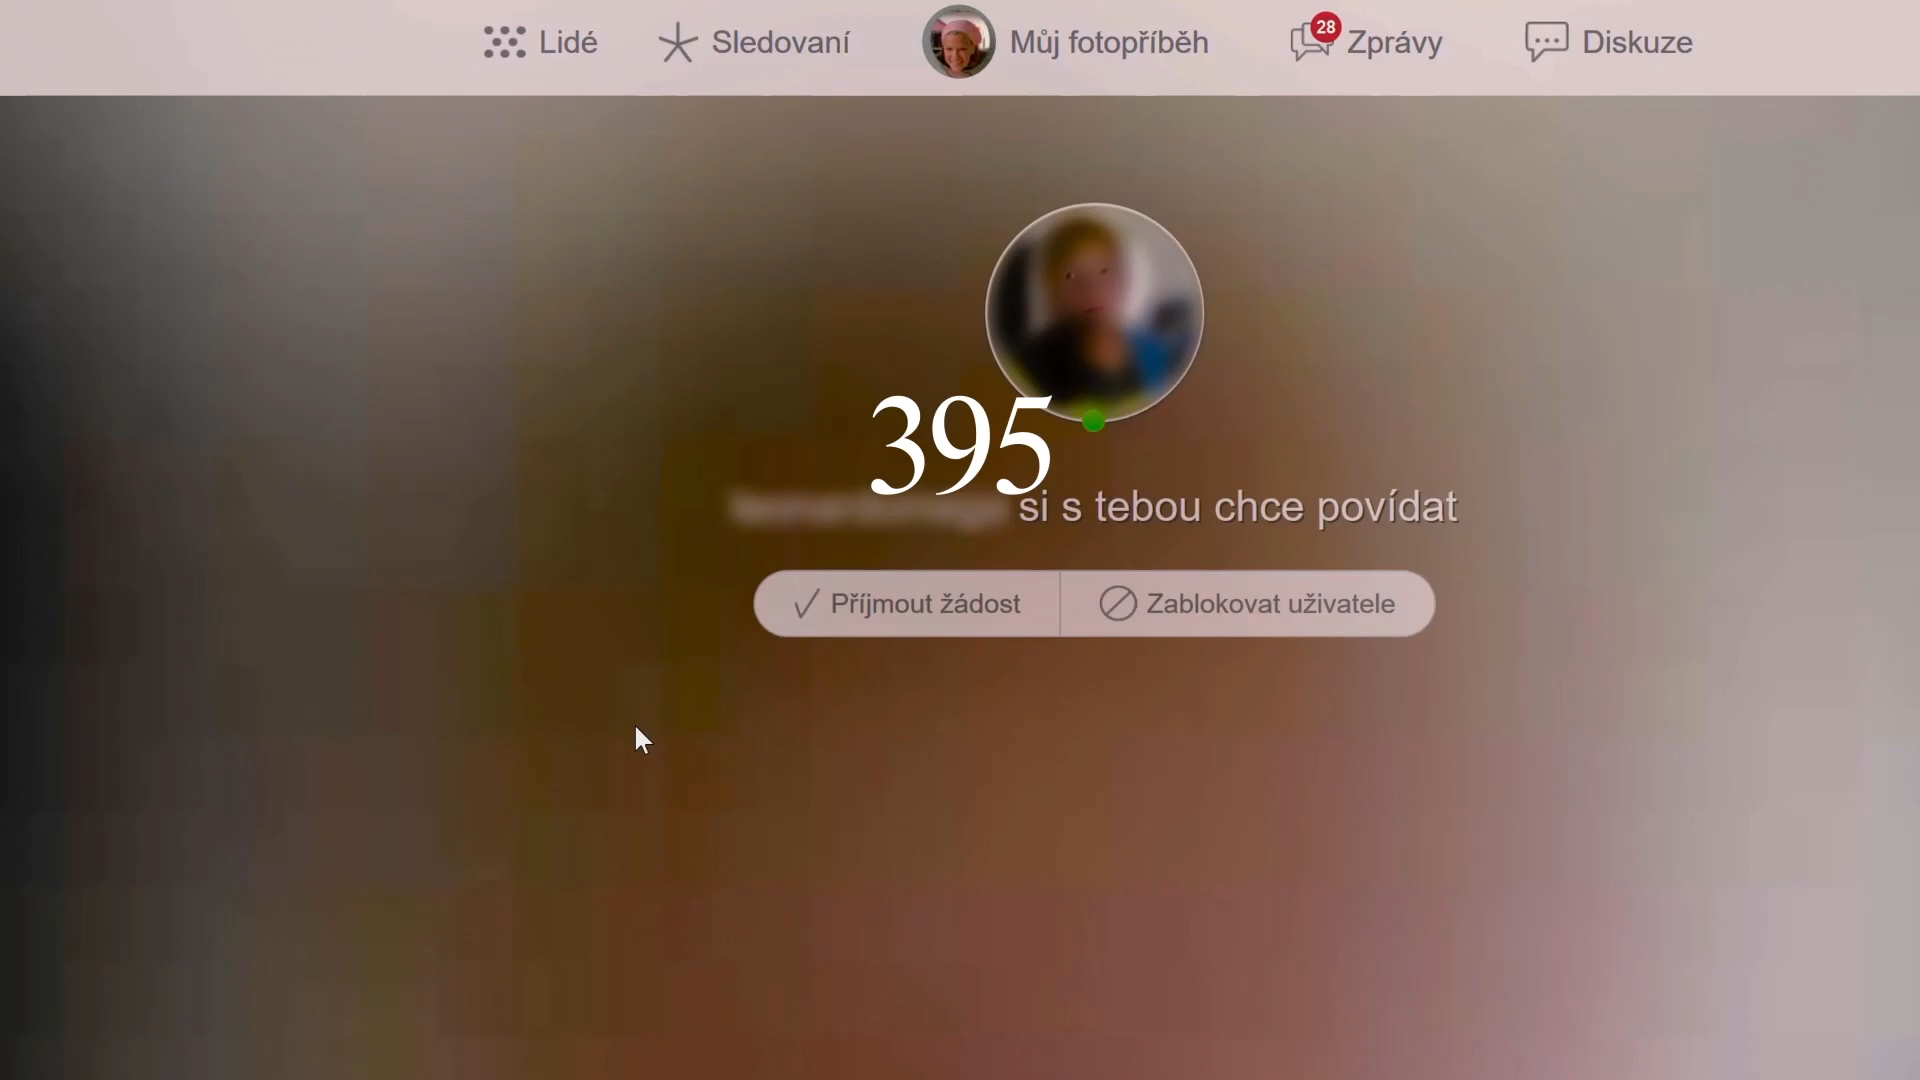 Lidé
Sledovaní
Můj fotopříběh
28
Zprávy
Diskuze
395
si s tebou chce povídat
Příjmout žádost
Zablokovat uživatele